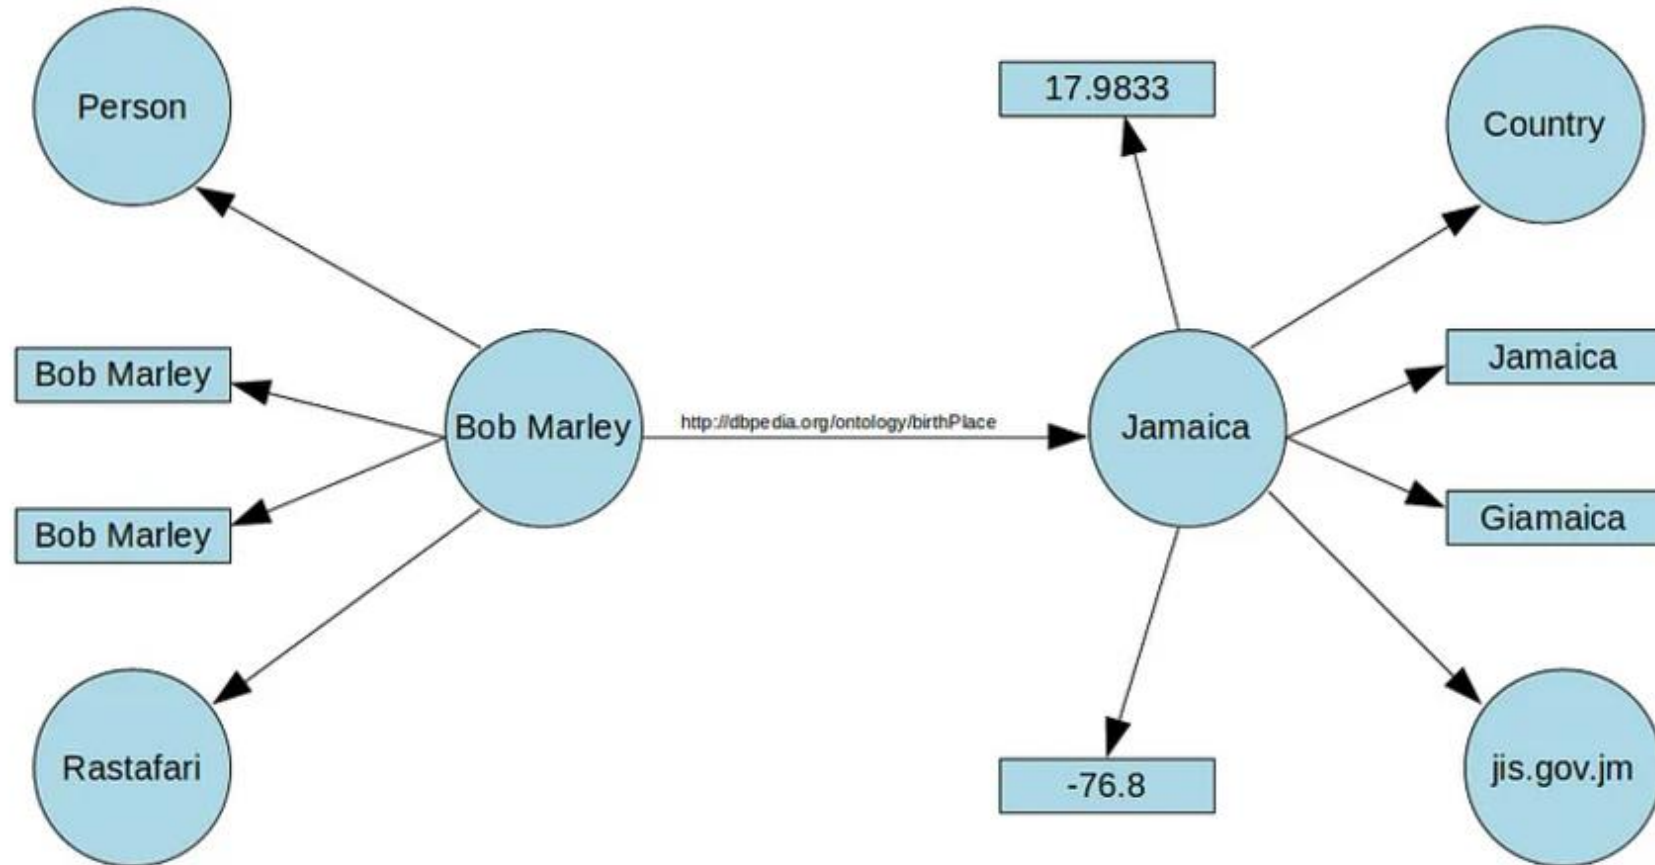 Person
17.9833
Country
Bob Marley
Jamaica
Bob Marley
http://dbpedia.org/ontology/birthPlace
Jamaica
Bob Marley
Giamaica
Rastafari
-76.8
jis.gov.jm